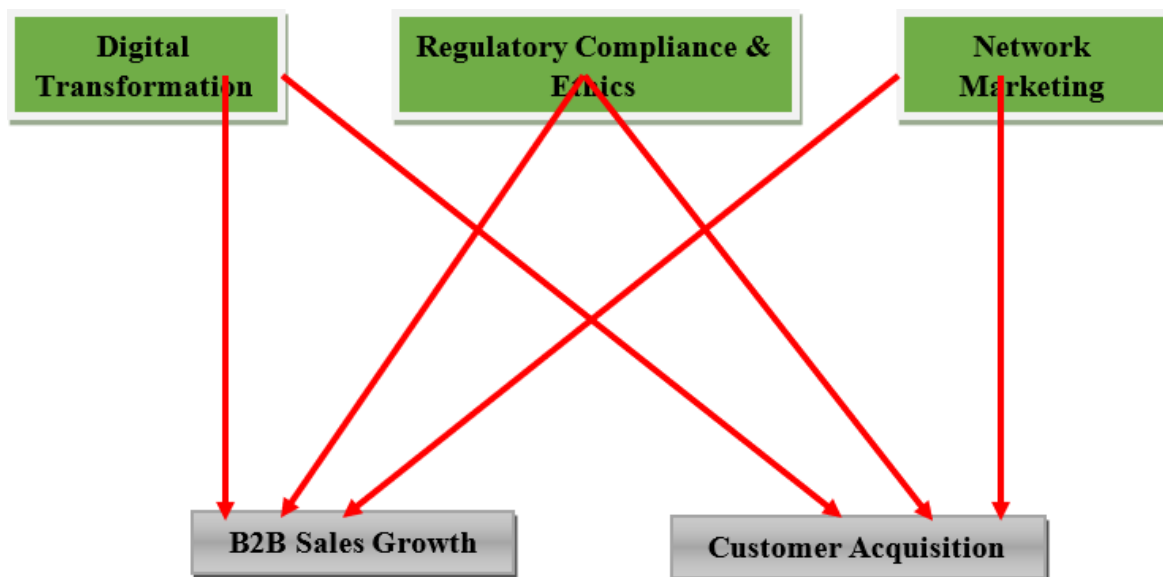 Digital
Transformation
Regulatory Compliance &
Ethics
Network
Marketing
B2B Sales Growth
Customer Acquisition